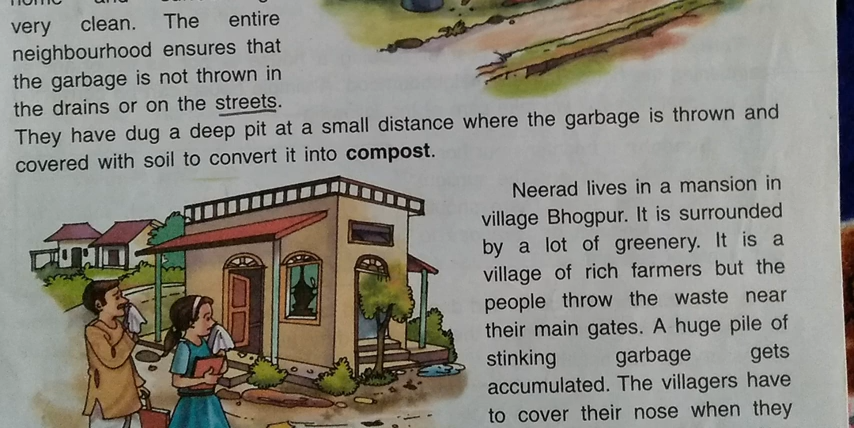 very clean. The entire
neighbourhood ensures that
the garbage is not thrown in
the drains or on the streets.
They have dug a deep pit at a small distance where the garbage is thrown and
covered with soil to convert it into compost.
Neerad lives in a mansion in
village Bhogpur. It is surrounded
by a lot of greenery. It is a
village of rich farmers but the
people throw the waste near
their main gates. A huge pile of
stinking garbage gets
accumulated. The villagers have
to cover their nose when they